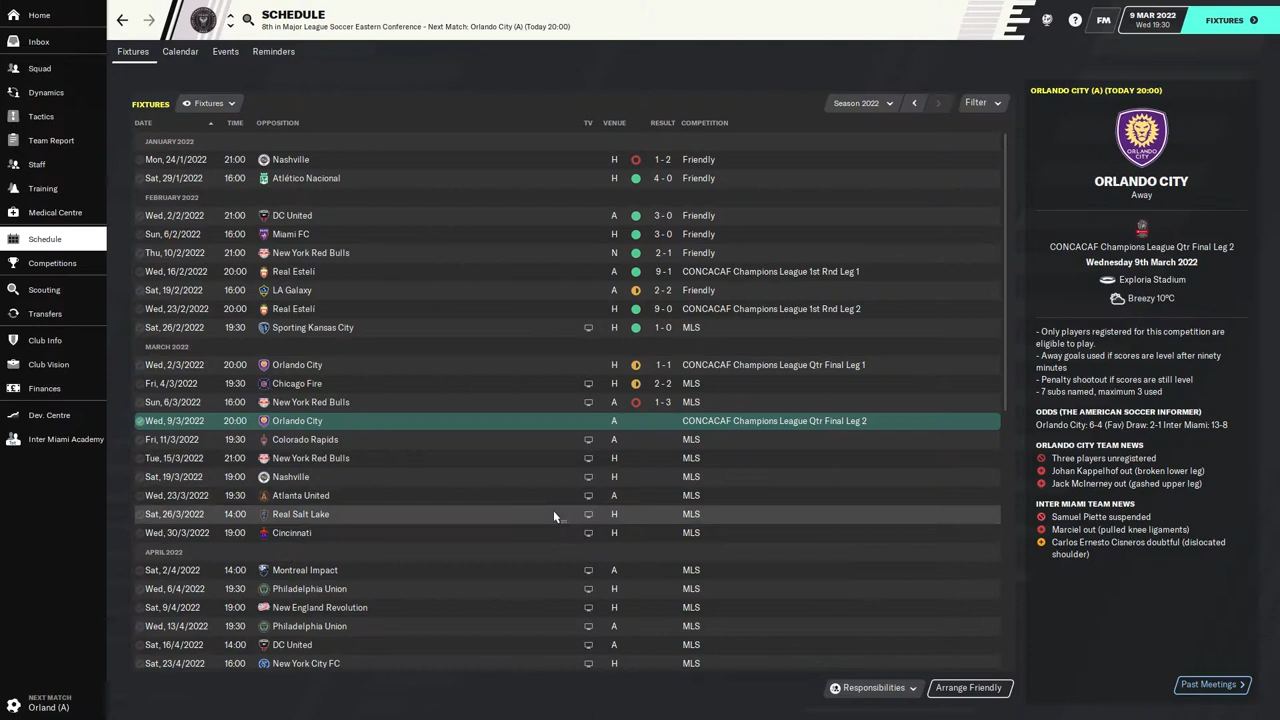 Home
Inbox
Squad
Dynamics
Tactics
Team Report
Staff
Training
Medical Centre
Schedule
Competitions
Scouting
Transfers
Club Info
Club Vision
Finances
Dev. Centre
Inter Miami Academy
NEXT MATCH
Orland (A)
SCHEDULE
8th in Major League Soccer Eastern Conference - Next Match: Orlando City (A) (Today 20:00)
?
FM
9 MAR 2022
Wed 19:30
FIXTURES
Fixtures Calendar Events Reminders
FIXTURES Fixtures Season 2022 Filter
DATE TIME OPPOSITION TV VENUE RESULT COMPETITION
JANUARY 2022
Mon, 24/1/2022 21:00 Nashville H 1 - 2 Friendly
Sat, 29/1/2022 16:00 Atlético Nacional H 4 - 0 Friendly
FEBRUARY 2022
Wed, 2/2/2022 21:00 DC United A 3 - 0 Friendly
Sun, 6/2/2022 16:00 Miami FC H 3 - 0 Friendly
Thu, 10/2/2022 21:00 New York Red Bulls N 2 - 1 Friendly
Wed, 16/2/2022 20:00 Real Estelí A 9 - 1 CONCACAF Champions League 1st Rnd Leg 1
Sat, 19/2/2022 16:00 LA Galaxy A 2 - 2 Friendly
Wed, 23/2/2022 20:00 Real Estelí H 9 - 0 CONCACAF Champions League 1st Rnd Leg 2
Sat, 26/2/2022 19:30 Sporting Kansas City H 1 - 0 MLS
MARCH 2022
Wed, 2/3/2022 20:00 Orlando City H 1 - 1 CONCACAF Champions League Qtr Final Leg 1
Fri, 4/3/2022 19:30 Chicago Fire H 2 - 2 MLS
Sun, 6/3/2022 16:00 New York Red Bulls A 1 - 3 MLS
Wed, 9/3/2022 20:00 Orlando City A CONCACAF Champions League Qtr Final Leg 2
Fri, 11/3/2022 19:30 Colorado Rapids A MLS
Tue, 15/3/2022 21:00 New York Red Bulls H MLS
Sat, 19/3/2022 19:00 Nashville H MLS
Wed, 23/3/2022 19:30 Atlanta United A MLS
Sat, 26/3/2022 14:00 Real Salt Lake H MLS
Wed, 30/3/2022 19:00 Cincinnati H MLS
APRIL 2022
Sat, 2/4/2022 14:00 Montreal Impact A MLS
Wed, 6/4/2022 19:30 Philadelphia Union H MLS
Sat, 9/4/2022 19:00 New England Revolution H MLS
Wed, 13/4/2022 19:30 Philadelphia Union A MLS
Sat, 16/4/2022 14:00 DC United A MLS
Sat, 23/4/2022 16:00 New York City FC H MLS
Responsibilities Arrange Friendly
ORLANDO CITY (A) (TODAY 20:00)
ORLANDO
CITY
ORLANDO CITY
Away
CONCACAF Champions League Qtr Final Leg 2
Wednesday 9th March 2022
Exploria Stadium
Breezy 10°C
- Only players registered for this competition are
eligible to play.
- Away goals used if scores are level after ninety
minutes
- Penalty shootout if scores are still level
- 7 subs named, maximum 3 used
ODDS (THE AMERICAN SOCCER INFORMER)
Orlando City: 6-4 (Fav) Draw: 2-1 Inter Miami: 13-8
ORLANDO CITY TEAM NEWS
Three players unregistered
Johan Kappelhof out (broken lower leg)
Jack McInerney out (gashed upper leg)
INTER MIAMI TEAM NEWS
Samuel Piette suspended
Marciel out (pulled knee ligaments)
Carlos Ernesto Cisneros doubtful (dislocated
shoulder)
Past Meetings